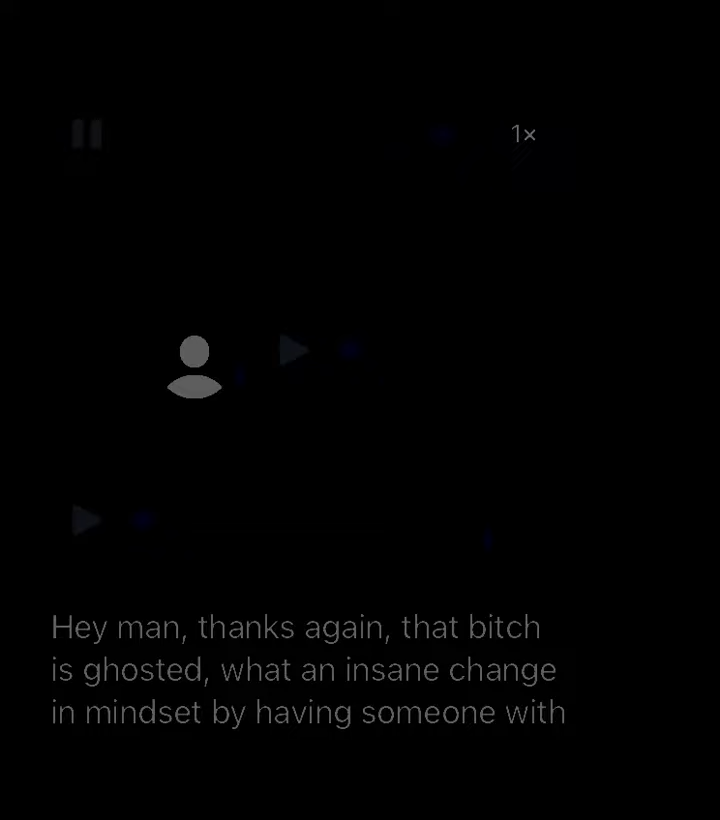 1×
Hey man, thanks again, that bitch
is ghosted, what an insane change
in mindset by having someone with